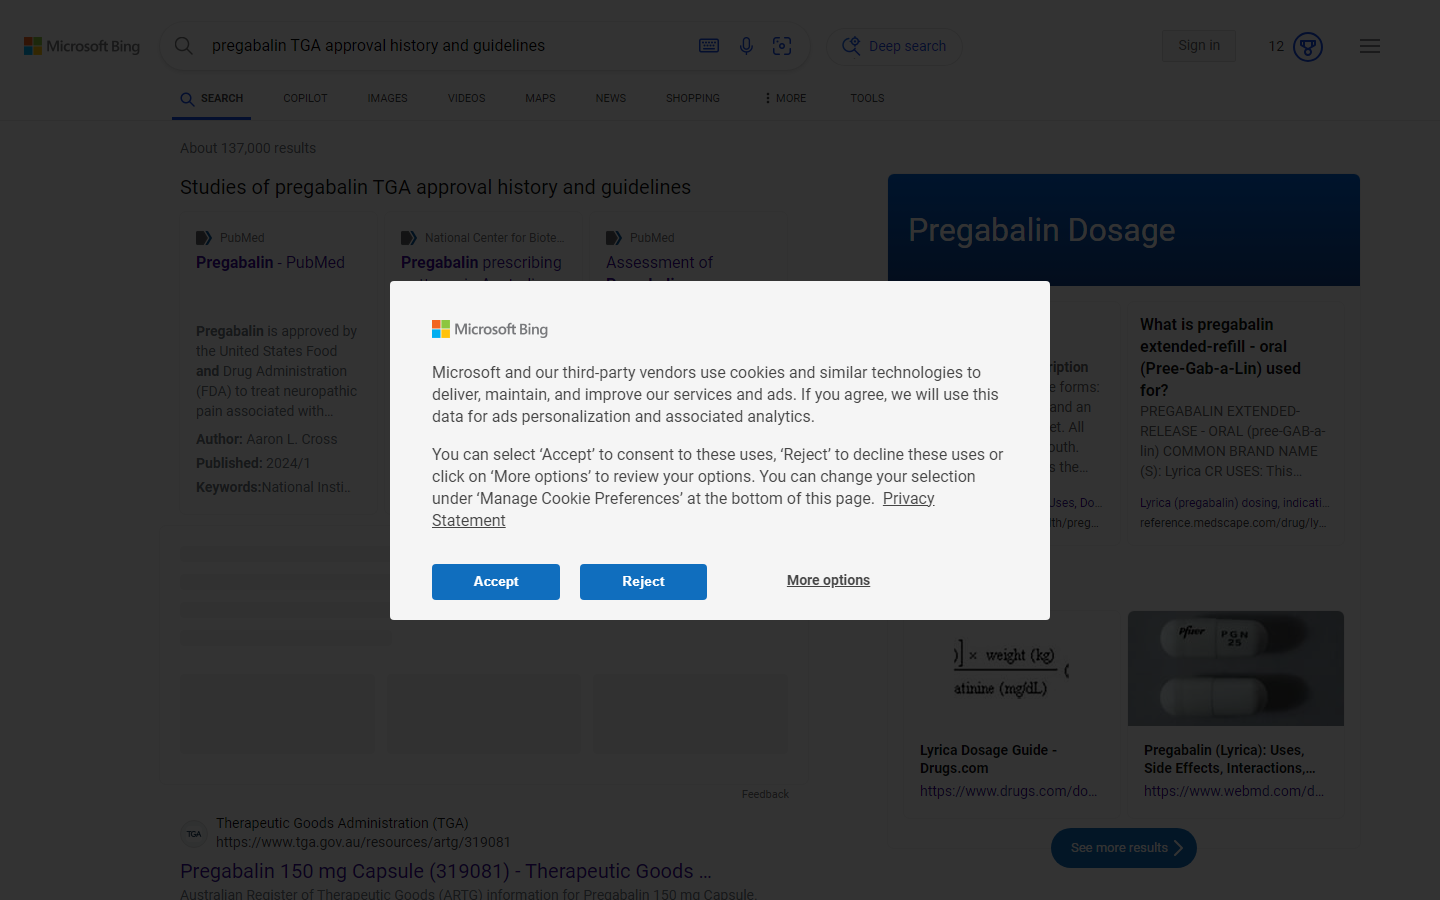 Microsoft Bing
pregabalin TGA approval history and guidelines
Deep search
Sign in
12
SEARCH
COPILOT
IMAGES
VIDEOS
MAPS
NEWS
SHOPPING
MORE
TOOLS
About 137,000 results
Studies of pregabalin TGA approval history and guidelines
PubMed
Pregabalin - PubMed
Pregabalin is approved by
the United States Food
and Drug Administration
(FDA) to treat neuropathic
pain associated with...
Author: Aaron L. Cross
Published: 2024/1
Keywords:National Insti..
National Center for Biote...
Pregabalin prescribing
PubMed
Assessment of
Microsoft Bing
Microsoft and our third-party vendors use cookies and similar technologies to
deliver, maintain, and improve our services and ads. If you agree, we will use this
data for ads personalization and associated analytics.
You can select ‘Accept’ to consent to these uses, ‘Reject’ to decline these uses or
click on ‘More options’ to review your options. You can change your selection
under ‘Manage Cookie Preferences’ at the bottom of this page. Privacy
Statement
Accept
Reject
More options
Feedback
TGA
Therapeutic Goods Administration (TGA)
https://www.tga.gov.au/resources/artg/319081
Pregabalin 150 mg Capsule (319081) - Therapeutic Goods ...
Australian Register of Therapeutic Goods (ARTG) information for Pregabalin 150 mg Capsule.
Pregabalin Dosage
ription
e forms:
and an
et. All
outh.
s the...
Uses, Do...
th/preg...
What is pregabalin
extended-refill - oral
(Pree-Gab-a-Lin) used
for?
PREGABALIN EXTENDED-
RELEASE - ORAL (pree-GAB-a-
lin) COMMON BRAND NAME
(S): Lyrica CR USES: This...
Lyrica (pregabalin) dosing, indicati...
reference.medscape.com/drug/ly...
)] × weight (kg)
atinine (mg/dL)
Lyrica Dosage Guide -
Drugs.com
https://www.drugs.com/do...
Pfizer
PGN
25
Pregabalin (Lyrica): Uses,
Side Effects, Interactions,...
https://www.webmd.com/d...
See more results